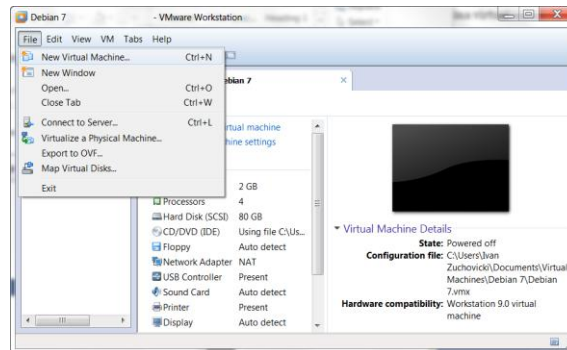 Debian 7 - VMware Workstation
File Edit View VM Tabs Help
New Virtual Machine... Ctrl+N
New Window
Open... Ctrl+O
Close Tab Ctrl+W
Connect to Server... Ctrl+L
Virtualize a Physical Machine...
Export to OVF...
Map Virtual Disks...
Exit
bian 7
tual machine
hine settings
2 GB
Processors 4
Hard Disk (SCSI) 80 GB
CD/DVD (IDE) Using file C:\Us...
Floppy Auto detect
Network Adapter NAT
USB Controller Present
Sound Card Auto detect
Printer Present
Display Auto detect
Virtual Machine Details
State: Powered off
Configuration file: C:\Users\Ivan
Zuchovicki\Documents\Virtual
Machines\Debian 7\Debian
7.vmx
Hardware compatibility: Workstation 9.0 virtual
machine